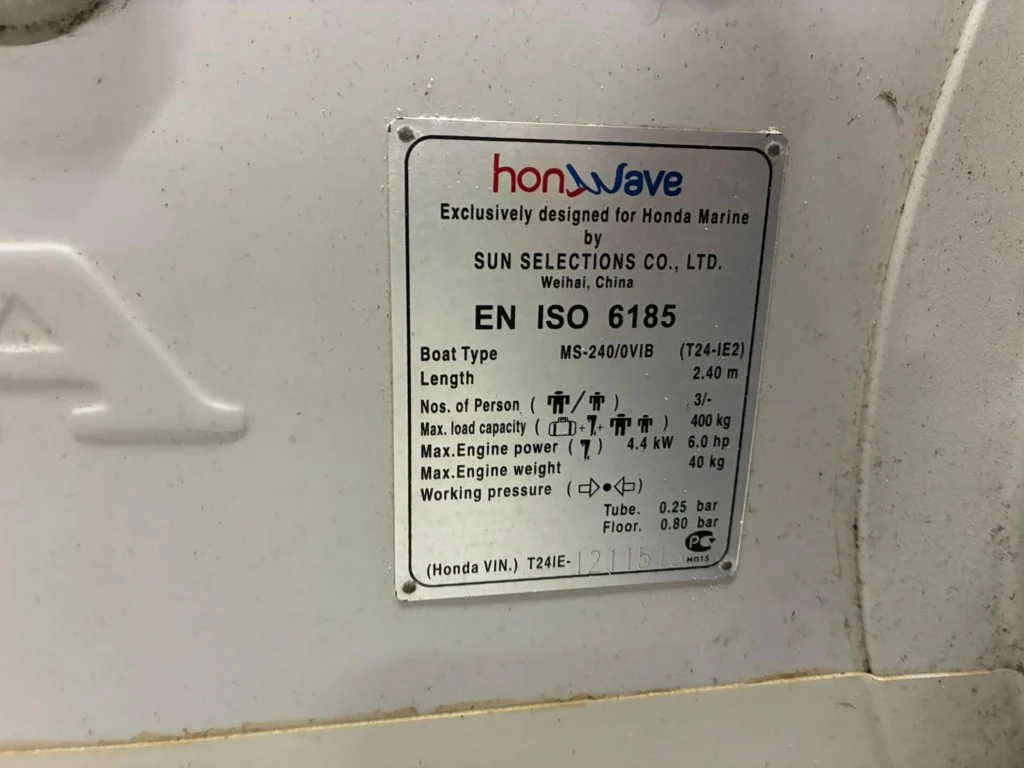 A
honwave
Exclusively designed for Honda Marine
by
SUN SELECTIONS CO., LTD.
Weihai, China
EN ISO 6185
Boat Type MS-240/0VIB (T24-IE2)
Length 2.40 m
Nos. of Person ( / ) 3/-
Max. load capacity ( + + ) 400 kg
Max.Engine power ( ) 4.4 kW 6.0 hp
Max.Engine weight 40 kg
Working pressure ( )
Tube. 0.25 bar
Floor. 0.80 bar
(Honda VIN.) T24IE-